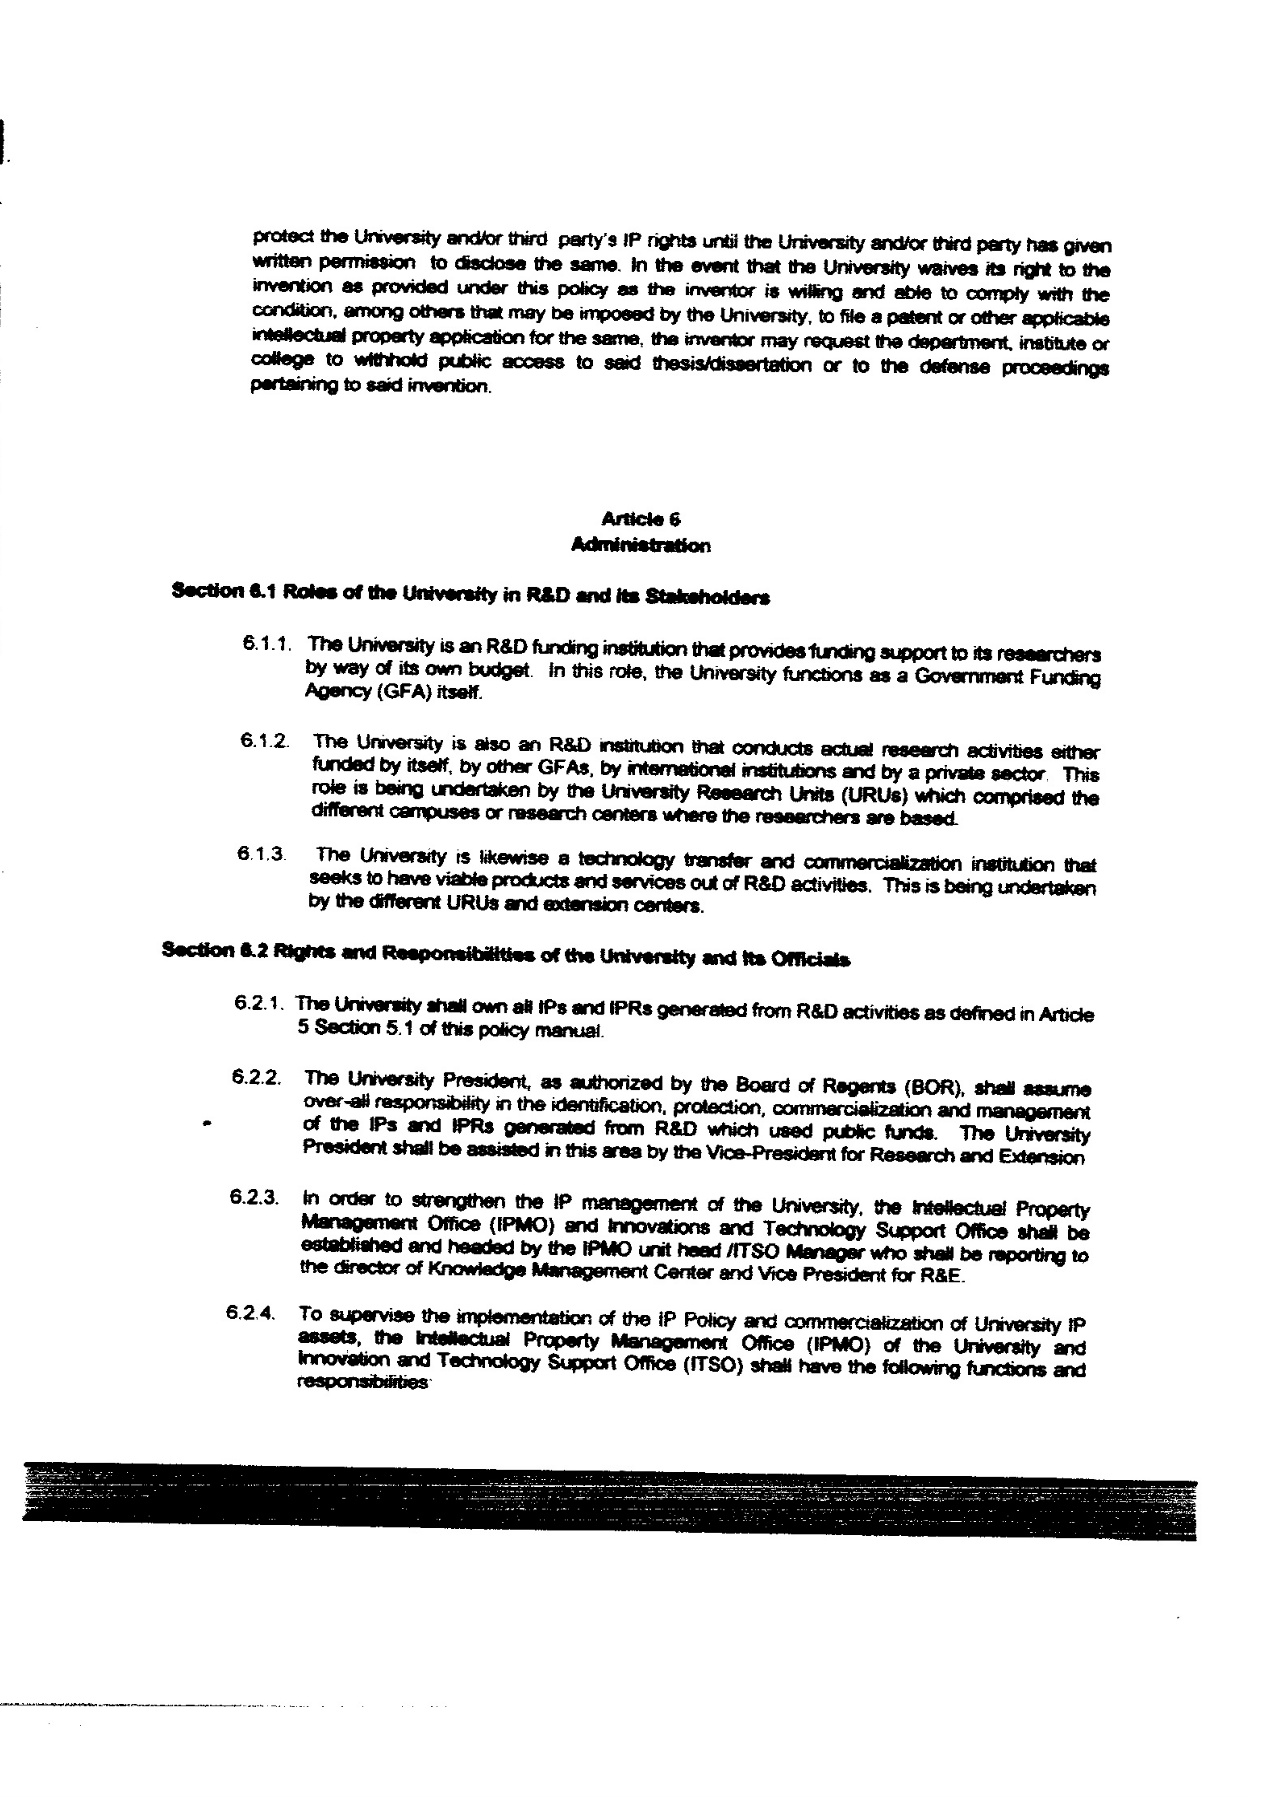 protect the University and/or third party's IP rights until the University and/or third party has given
written permission to disclose the same. In the event that the University waives its right to the
invention as provided under this policy as the inventor is willing and able to comply with the
condition, among others that may be imposed by the University, to file a patent or other applicable
intellectual property application for the same, the inventor may request the department, institute or
college to withhold public access to said thesis/dissertation or to the defense proceedings
pertaining to said invention.
Article 6
Administration
Section 6.1 Roles of the University in R&D and its Stakeholders
6.1.1. The University is an R&D funding institution that provides funding support to its researchers
by way of its own budget. In this role, the University functions as a Government Funding
Agency (GFA) itself.
6.1.2. The University is also an R&D institution that conducts actual research activities either
funded by itself, by other GFAs, by international institutions and by a private sector. This
role is being undertaken by the University Research Units (URUs) which comprised the
different campuses or research centers where the researchers are based.
6.1.3. The University is likewise a technology transfer and commercialization institution that
seeks to have viable products and services out of R&D activities. This is being undertaken
by the different URUs and extension centers.
Section 6.2 Rights and Responsibilities of the University and Its Officials
6.2.1. The University shall own all IPs and IPRs generated from R&D activities as defined in Article
5 Section 5.1 of this policy manual.
6.2.2. The University President, as authorized by the Board of Regents (BOR), shall assume
over-all responsibility in the identification, protection, commercialization and management
of the IPs and IPRs generated from R&D which used public funds. The University
President shall be assisted in this area by the Vice-President for Research and Extension
6.2.3. In order to strengthen the IP management of the University, the Intellectual Property
Management Office (IPMO) and Innovations and Technology Support Office shall be
established and headed by the IPMO unit head /ITSO Manager who shall be reporting to
the director of Knowledge Management Center and Vice President for R&E.
6.2.4. To supervise the implementation of the IP Policy and commercialization of University IP
assets, the Intellectual Property Management Office (IPMO) of the University and
Innovation and Technology Support Office (ITSO) shall have the following functions and
responsibilities: